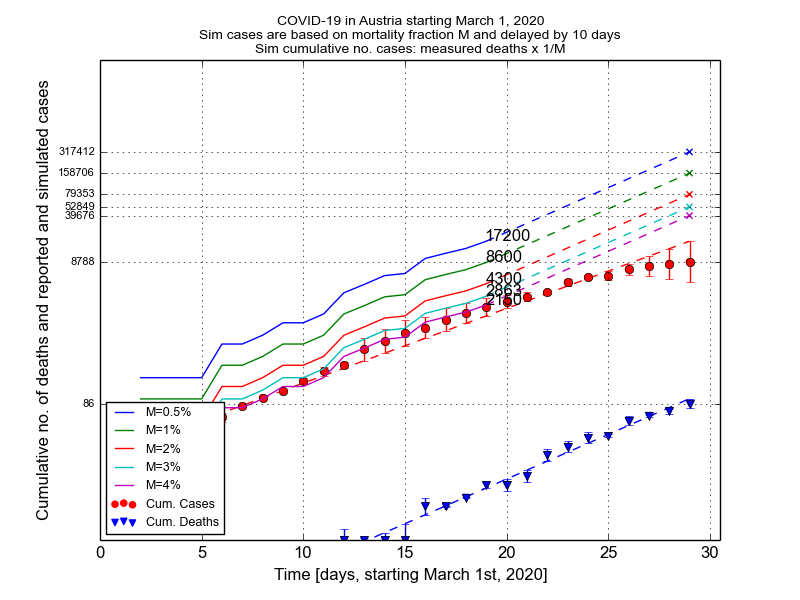 COVID-19 in Austria starting March 1, 2020
Sim cases are based on mortality fraction M and delayed by 10 days
Sim cumulative no. cases: measured deaths x 1/M
Cumulative no. of deaths and reported and simulated cases
317412
158706
79353
52849
39676
8788
86
17200
8600
4300
2863
2150
M=0.5%
M=1%
M=2%
M=3%
M=4%
Cum. Cases
Cum. Deaths
0 5 10 15 20 25 30
Time [days, starting March 1st, 2020]